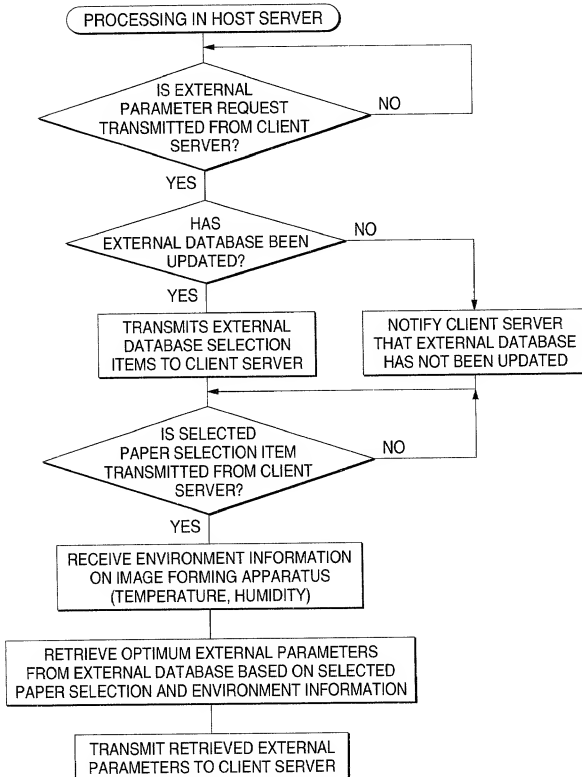 PROCESSING IN HOST SERVER
IS EXTERNAL
PARAMETER REQUEST
TRANSMITTED FROM CLIENT
SERVER?
NO
YES
HAS
EXTERNAL DATABASE BEEN
UPDATED?
NO
YES
TRANSMITS EXTERNAL
DATABASE SELECTION
ITEMS TO CLIENT SERVER
NOTIFY CLIENT SERVER
THAT EXTERNAL DATABASE
HAS NOT BEEN UPDATED
IS SELECTED
PAPER SELECTION ITEM
TRANSMITTED FROM CLIENT
SERVER?
NO
YES
RECEIVE ENVIRONMENT INFORMATION
ON IMAGE FORMING APPARATUS
(TEMPERATURE, HUMIDITY)
RETRIEVE OPTIMUM EXTERNAL PARAMETERS
FROM EXTERNAL DATABASE BASED ON SELECTED
PAPER SELECTION AND ENVIRONMENT INFORMATION
TRANSMIT RETRIEVED EXTERNAL
PARAMETERS TO CLIENT SERVER